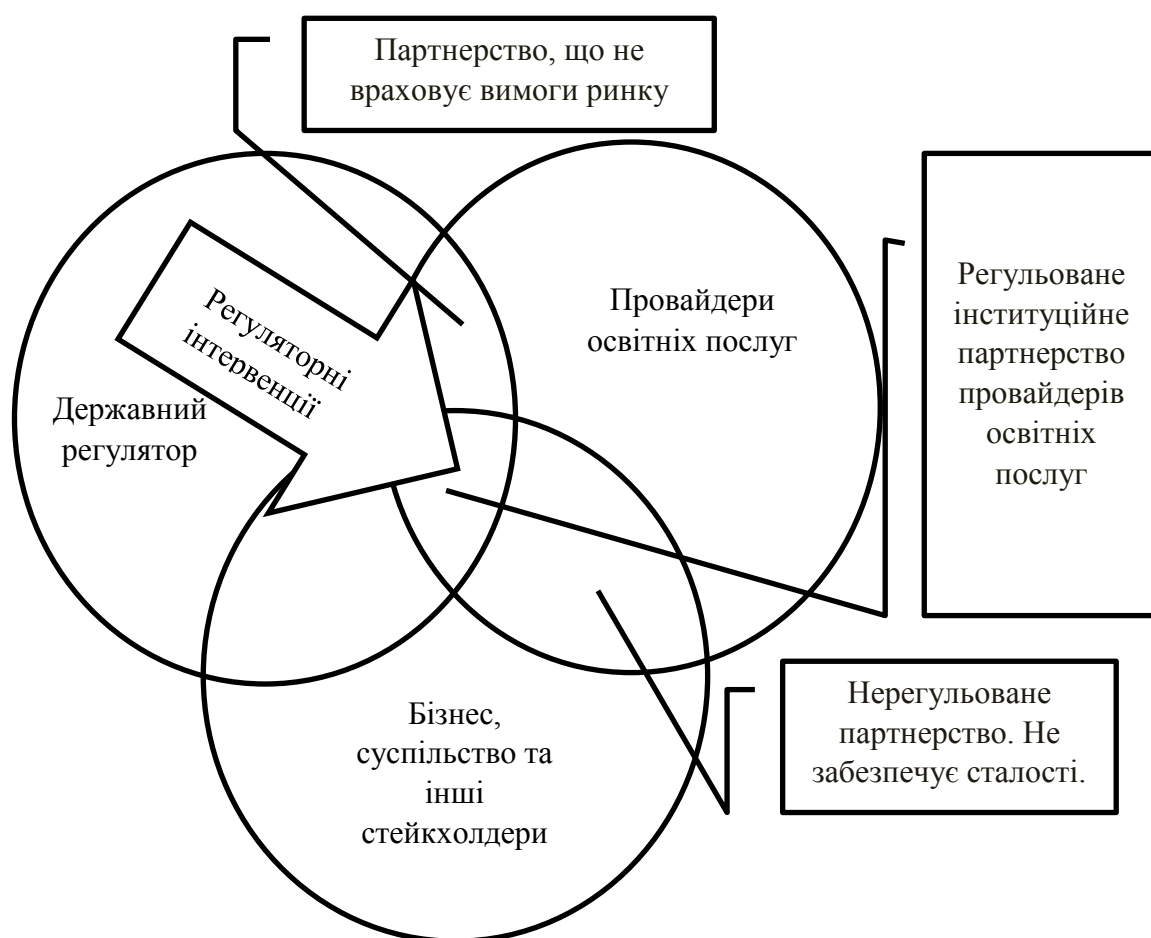 Партнерство, що не
враховує вимоги ринку
Провайдери
освітніх послуг
Регуляторні
інтервенції
Державний
регулятор
Регульоване
інституційне
партнерство
провайдерів
освітніх
послуг
Бізнес,
суспільство та
інші
стейкхолдери
Нерегульоване
партнерство. Не
забезпечує сталості.